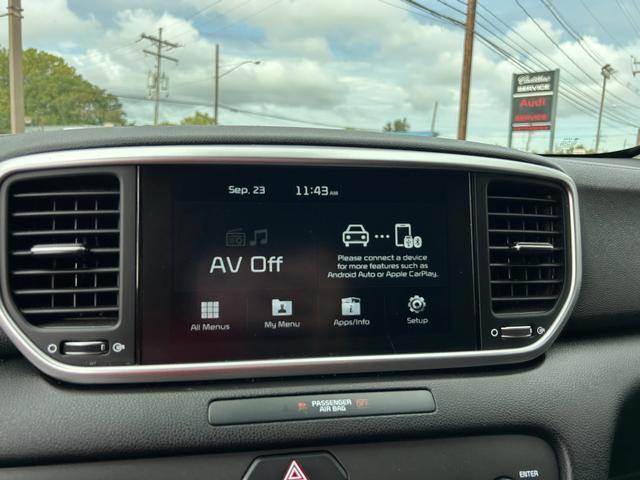 Cadillac
SERVICE
Audi
SERVICE
Sep. 23 11:43 AM
AV Off
Please connect a device
for more features such as
Android Auto or Apple CarPlay.
All Menus My Menu Apps/Info Setup
PASSENGER
AIR BAG
ENTER